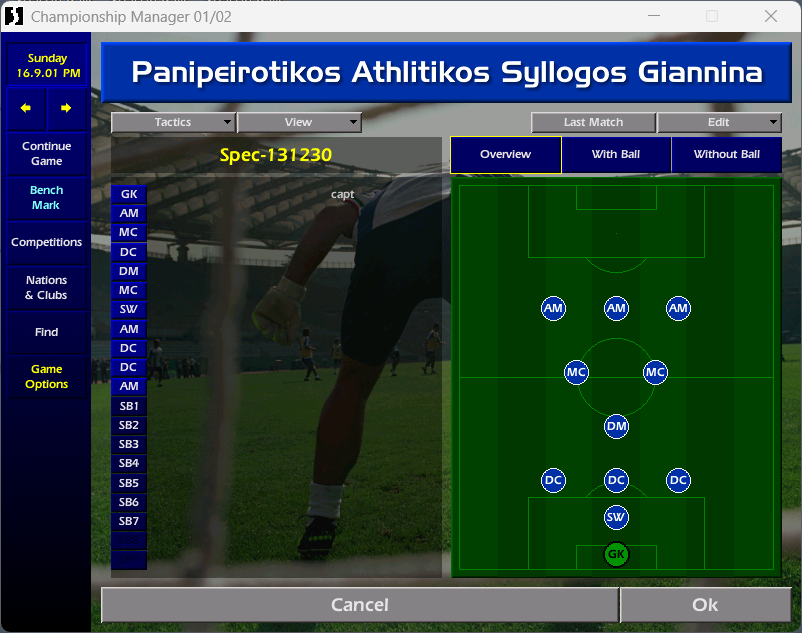 Championship Manager 01/02
Sunday
16.9.01 PM
Continue
Game
Bench
Mark
Competitions
Nations
& Clubs
Find
Game
Options
Panipeirotikos Athlitikos Syllogos Giannina
Tactics
View
Last Match
Edit
Spec-131230
Overview
With Ball
Without Ball
GK capt
AM
MC
DC
DM
MC
SW
AM
DC
DC
AM
SB1
SB2
SB3
SB4
SB5
SB6
SB7
AM AM AM
MC MC
DM
DC DC DC
SW
GK
Cancel
Ok